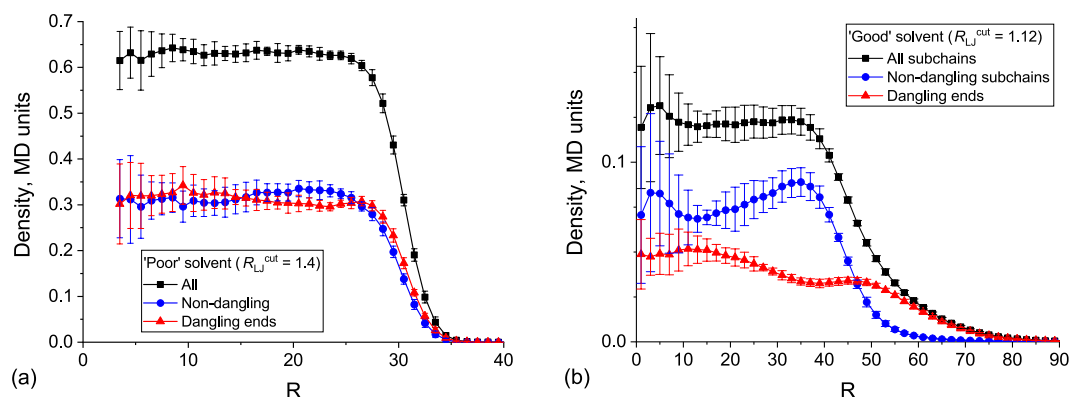 0.7
0.6
0.5
0.4
0.3
0.2
0.1
0.0
Density, MD units
'Poor' solvent (R_LJ^cut = 1.4)
All
Non-dangling
Dangling ends
0 10 20 30 40
R
(a)
0.1
0.0
Density, MD units
'Good' solvent (R_LJ^cut = 1.12)
All subchains
Non-dangling subchains
Dangling ends
0 10 20 30 40 50 60 70 80 90
R
(b)